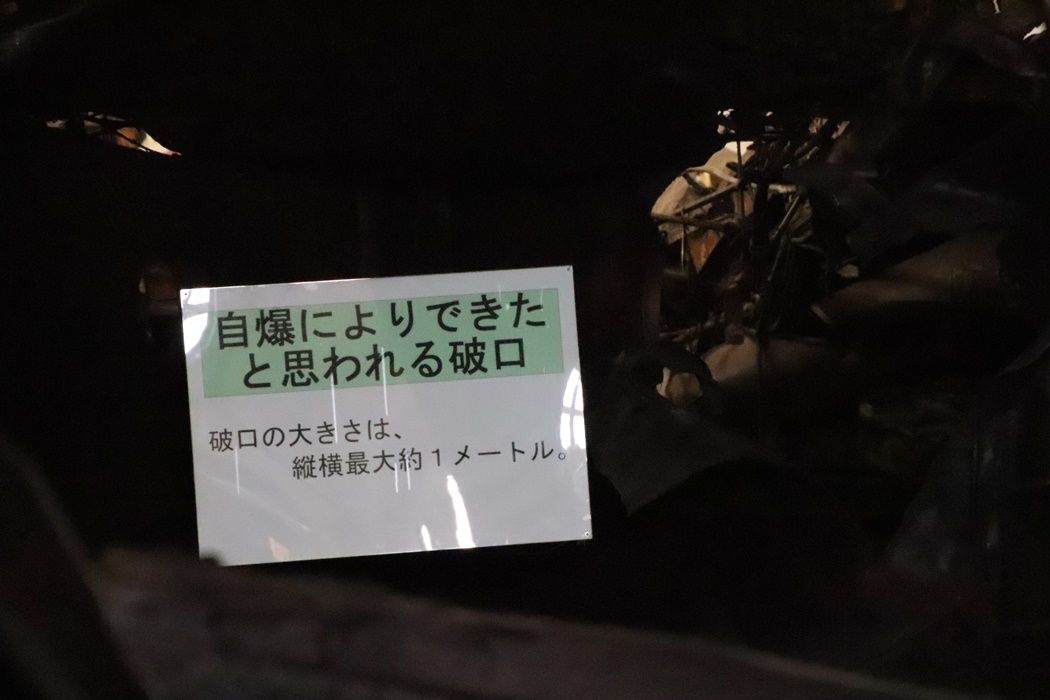 自爆によりできた
と思われる破口
破口の大きさは、
縦横最大約１メートル。